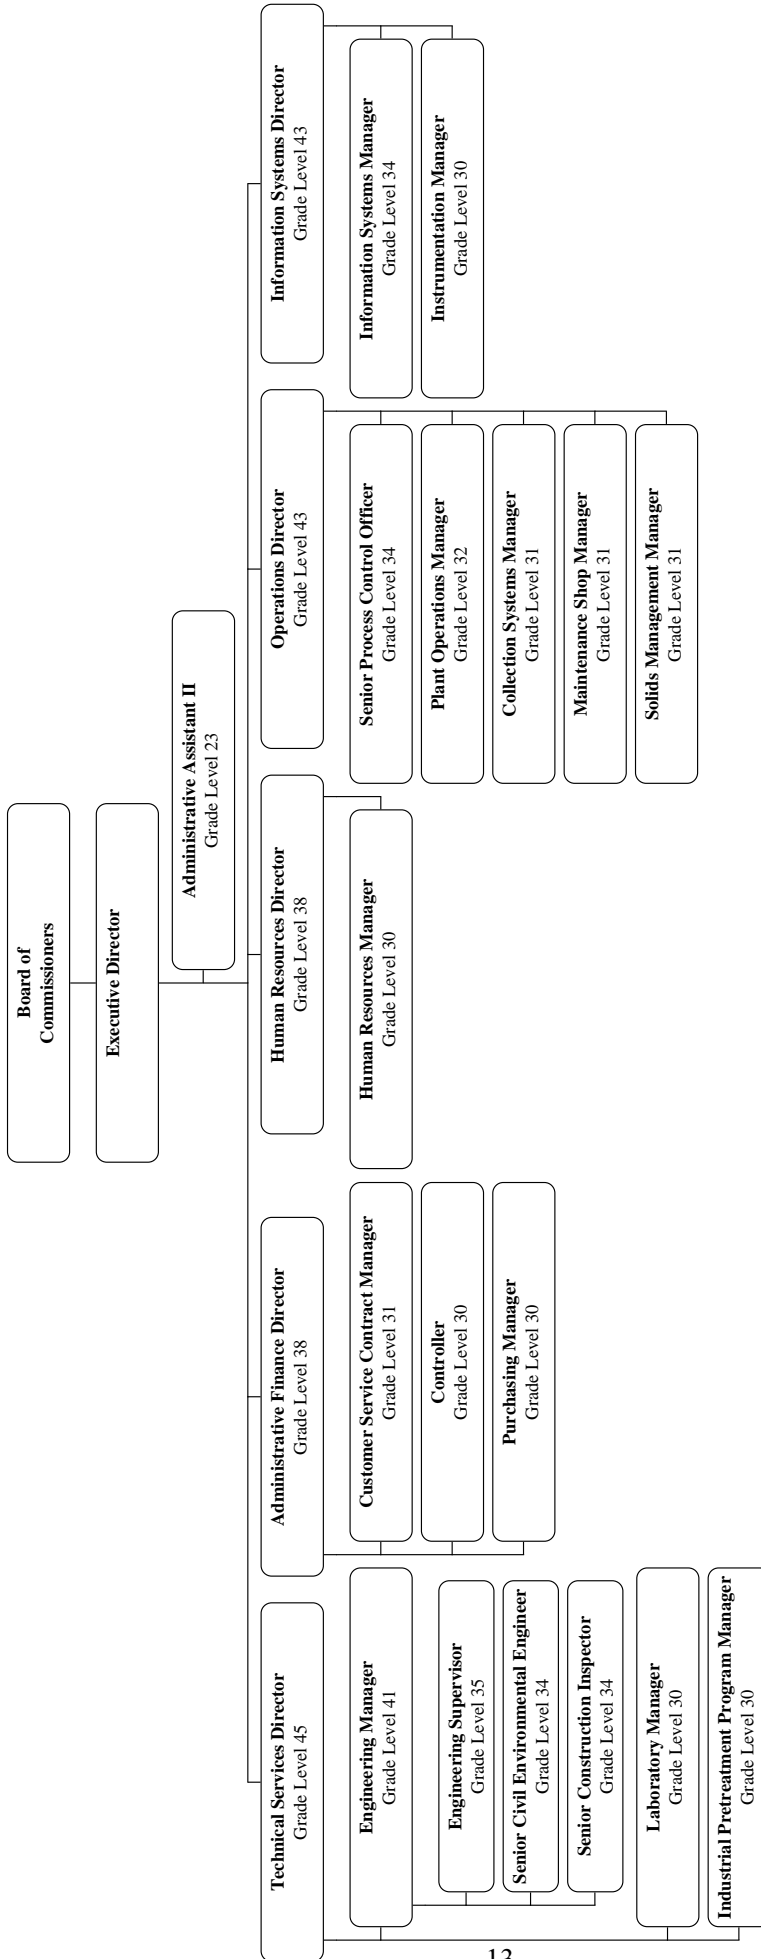 Board of
Commissioners
Executive Director
Administrative Assistant II
Grade Level 23
Technical Services Director
Grade Level 45
Engineering Manager
Grade Level 41
Engineering Supervisor
Grade Level 35
Senior Civil Environmental Engineer
Grade Level 34
Senior Construction Inspector
Grade Level 34
Laboratory Manager
Grade Level 30
Industrial Pretreatment Program Manager
Grade Level 30
Administrative Finance Director
Grade Level 38
Customer Service Contract Manager
Grade Level 31
Controller
Grade Level 30
Purchasing Manager
Grade Level 30
Human Resources Director
Grade Level 38
Human Resources Manager
Grade Level 30
Operations Director
Grade Level 43
Senior Process Control Officer
Grade Level 34
Plant Operations Manager
Grade Level 32
Collection Systems Manager
Grade Level 31
Maintenance Shop Manager
Grade Level 31
Solids Management Manager
Grade Level 31
Information Systems Director
Grade Level 43
Information Systems Manager
Grade Level 34
Instrumentation Manager
Grade Level 30
13